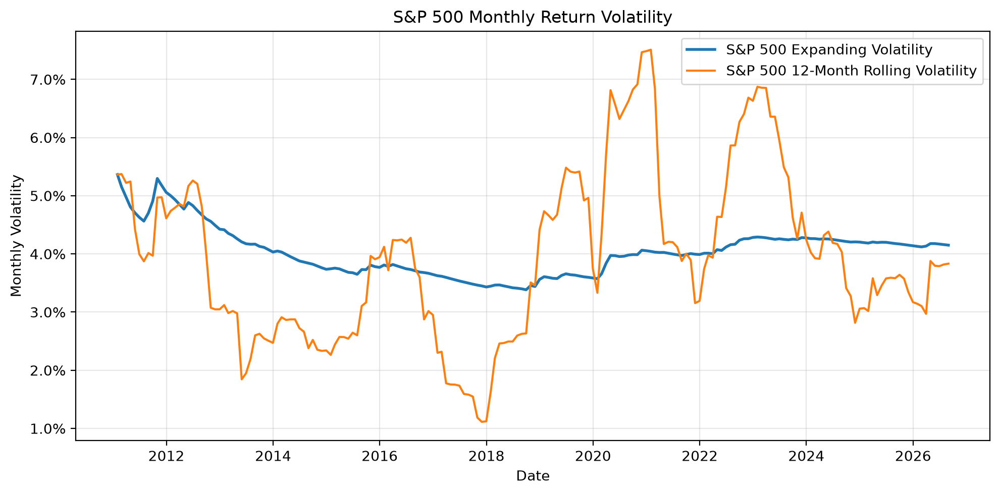 S&P 500 Monthly Return Volatility
S&P 500 Expanding Volatility
S&P 500 12-Month Rolling Volatility
Monthly Volatility
7.0%
6.0%
5.0%
4.0%
3.0%
2.0%
1.0%
2012 2014 2016 2018 2020 2022 2024 2026
Date